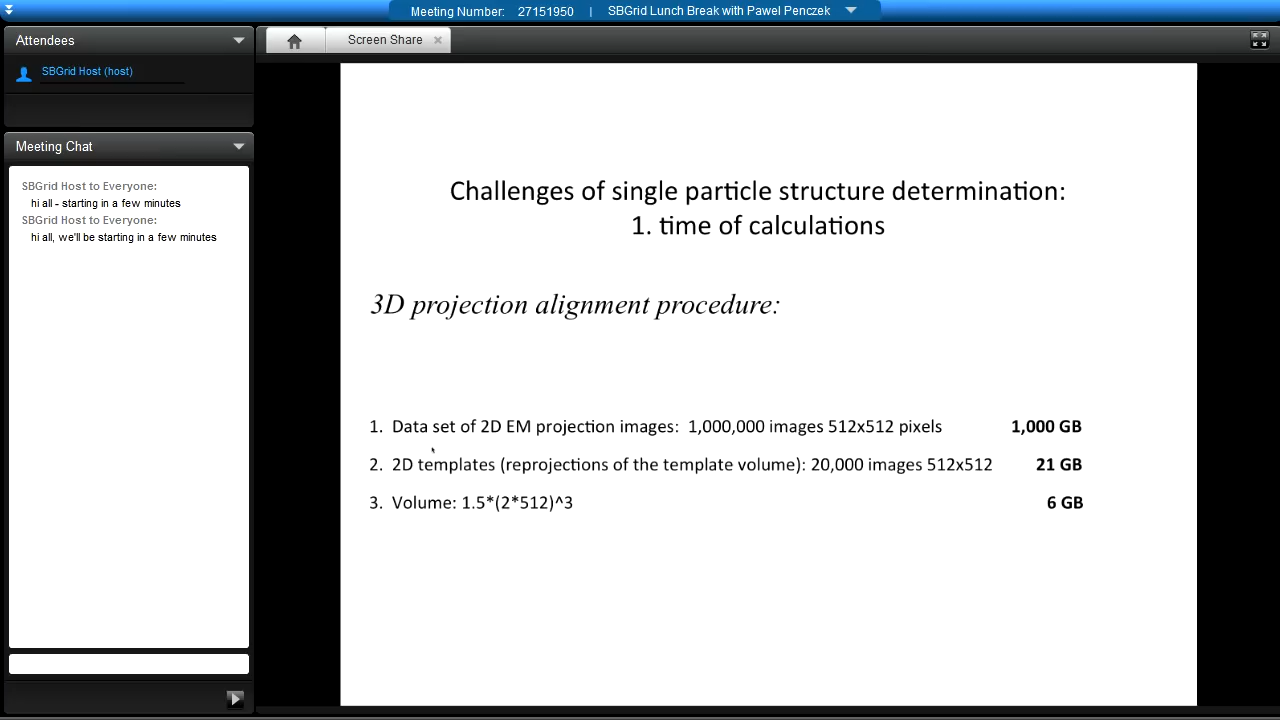 Meeting Number: 27151950 | SBGrid Lunch Break with Pawel Penczek
Attendees
SBGrid Host (host)
Meeting Chat
SBGrid Host to Everyone:
hi all - starting in a few minutes
SBGrid Host to Everyone:
hi all, we'll be starting in a few minutes
Screen Share
Challenges of single particle structure determination:
1. time of calculations
3D projection alignment procedure:
1. Data set of 2D EM projection images: 1,000,000 images 512x512 pixels 1,000 GB
2. 2D templates (reprojections of the template volume): 20,000 images 512x512 21 GB
3. Volume: 1.5*(2*512)^3 6 GB